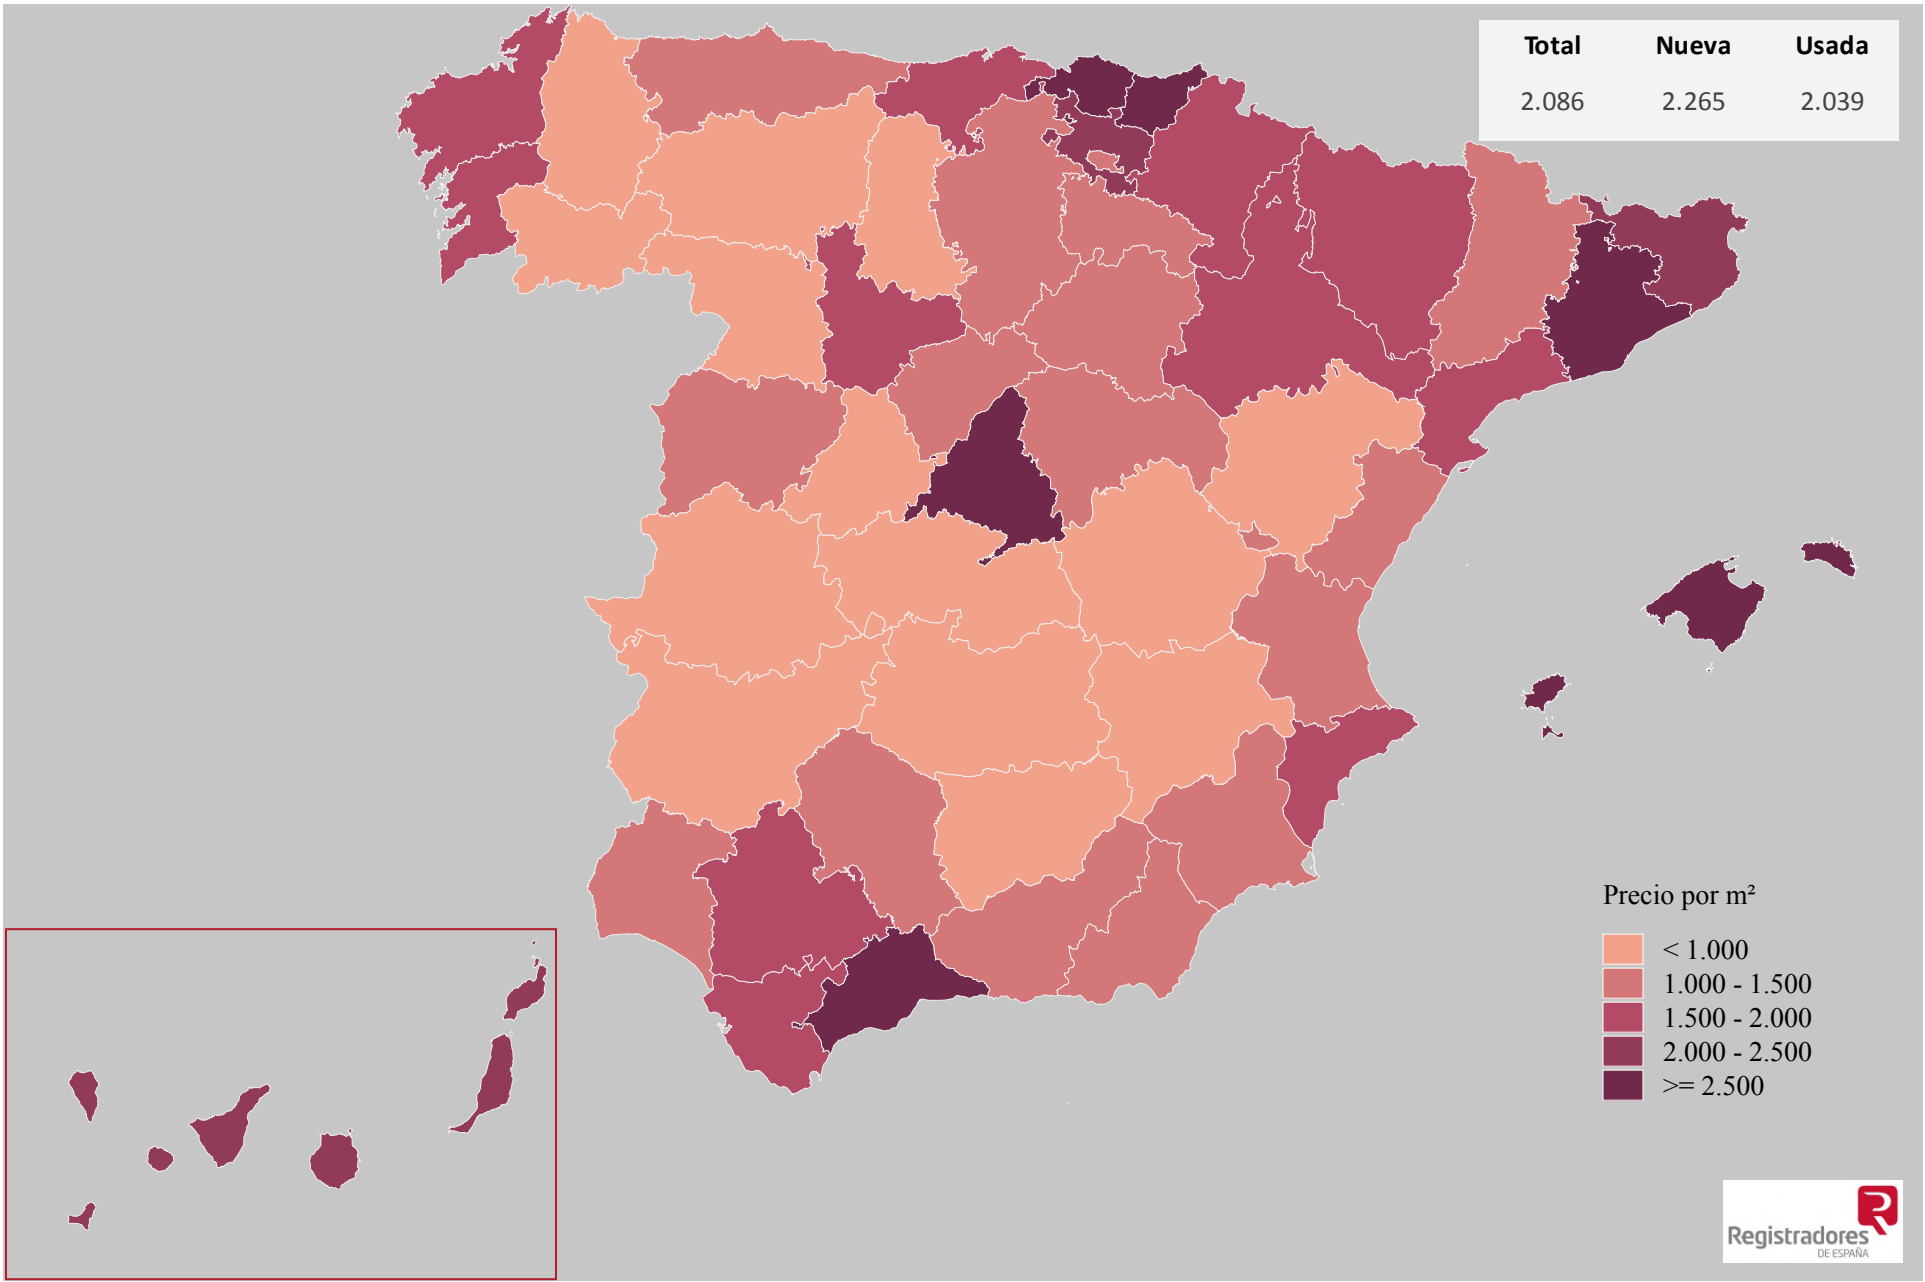 Total Nueva Usada
2.086 2.265 2.039
Precio por m²
< 1.000
1.000 - 1.500
1.500 - 2.000
2.000 - 2.500
>= 2.500
Registradores
DE ESPAÑA